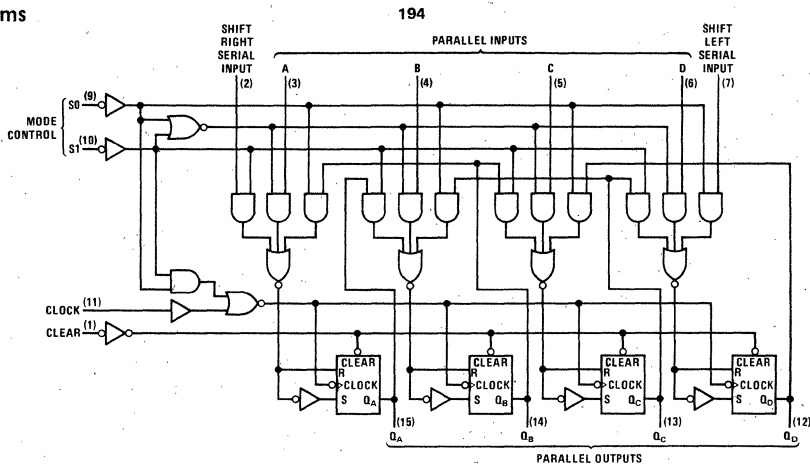 ms
194
SHIFT
RIGHT
SERIAL
INPUT
PARALLEL INPUTS
SHIFT
LEFT
SERIAL
INPUT
A B C D
(2) (3) (4) (5) (6) (7)
MODE
CONTROL
S0 (9)
S1 (10)
CLOCK (11)
CLEAR (1)
CLEAR CLEAR CLEAR CLEAR
R R R R
CLOCK CLOCK CLOCK CLOCK
S QA S QB S QC S QD
(15) (14) (13) (12)
QA QB QC QD
PARALLEL OUTPUTS